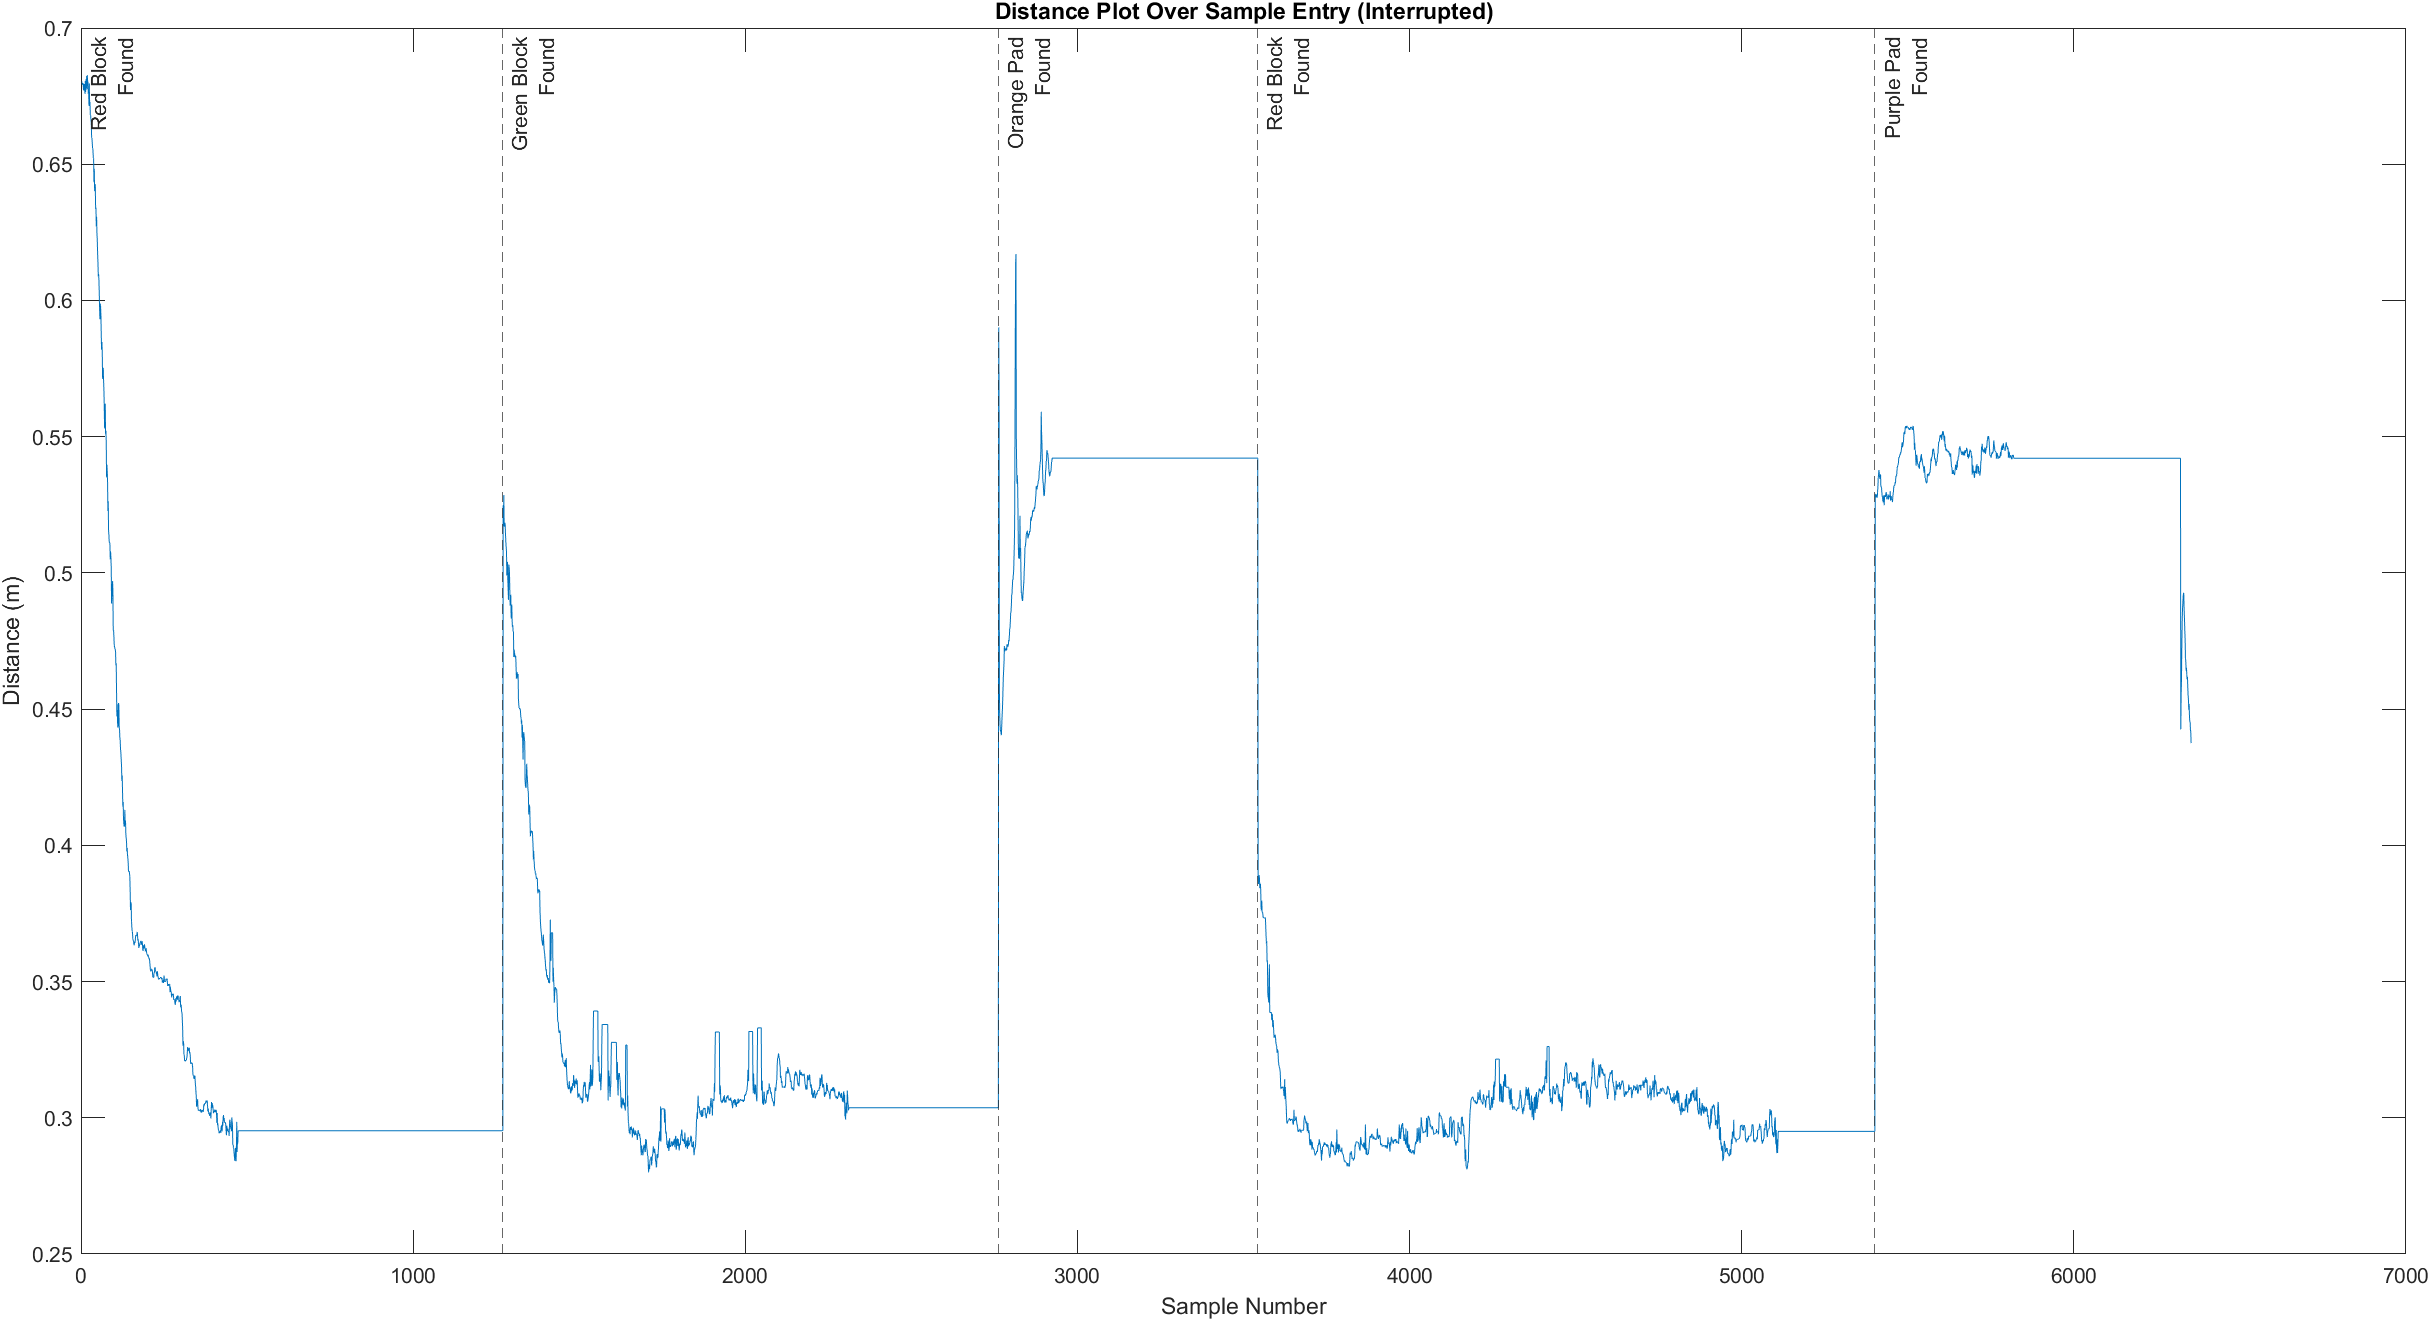 Distance Plot Over Sample Entry (Interrupted)
Red Block
Found
Green Block
Found
Orange Pad
Found
Red Block
Found
Purple Pad
Found
Distance (m)
0.7
0.65
0.6
0.55
0.5
0.45
0.4
0.35
0.3
0.25
0
1000
2000
3000
4000
5000
6000
7000
Sample Number